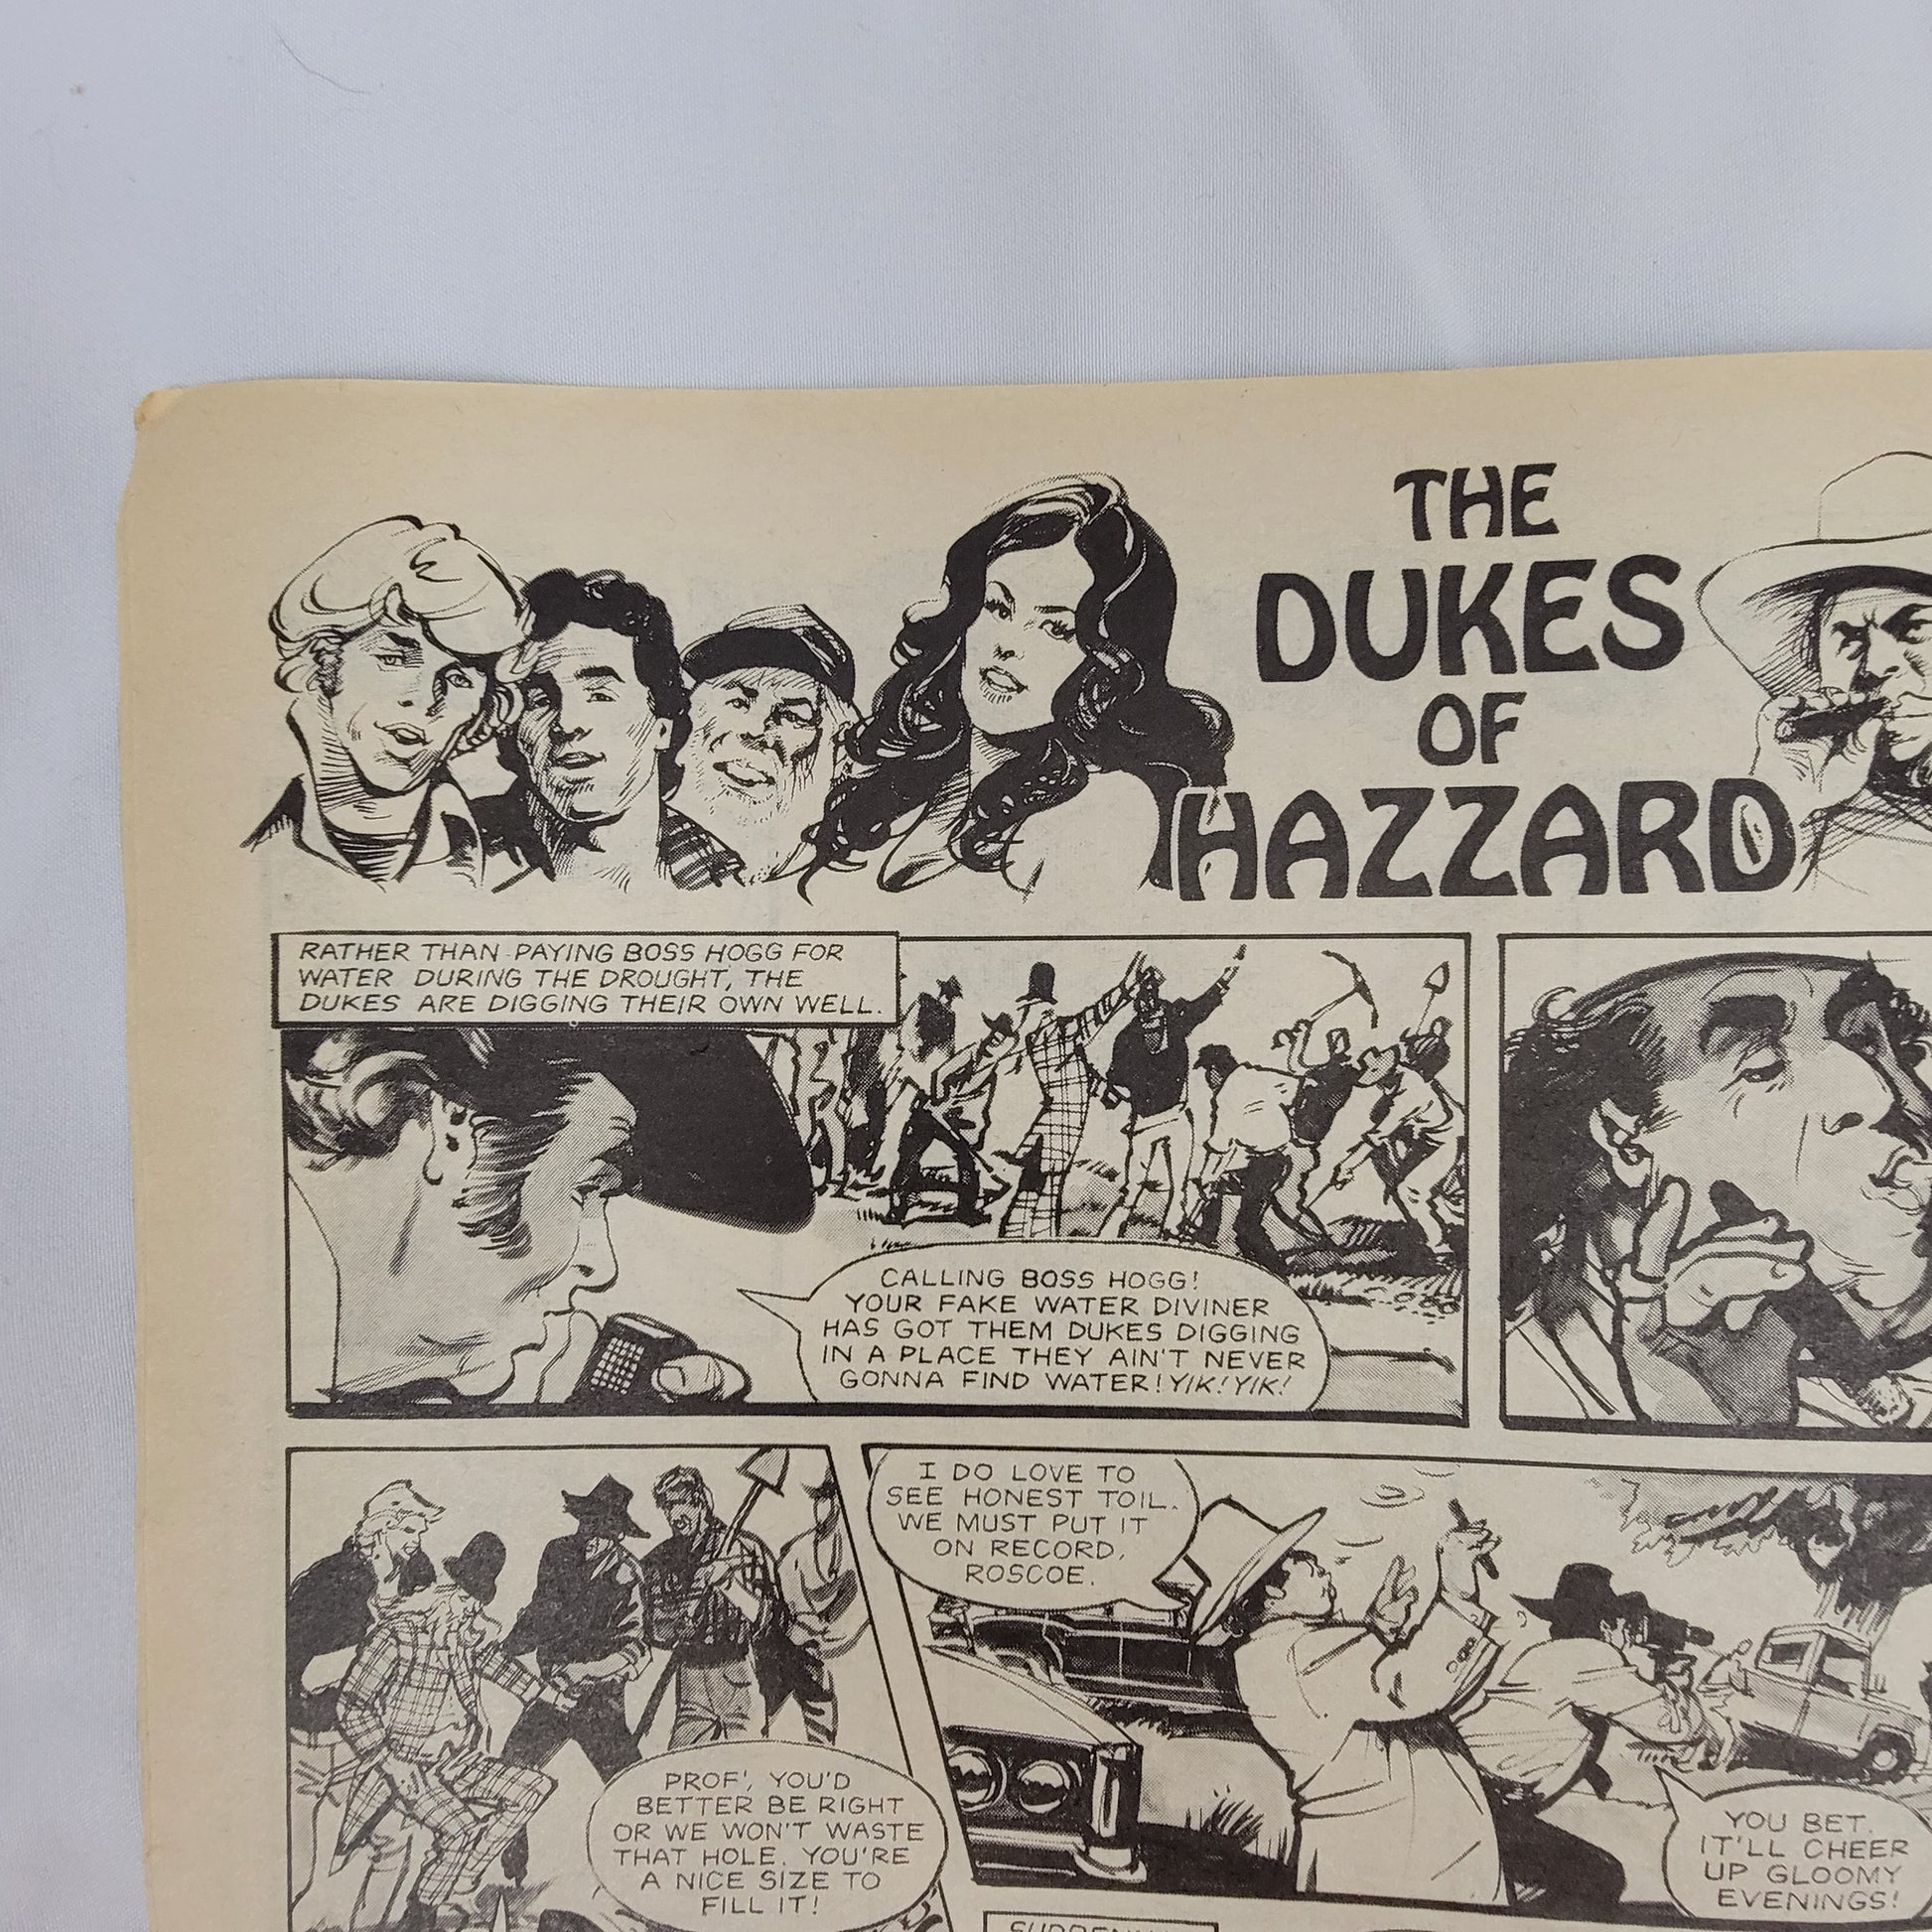 THE
DUKES
OF
HAZZARD
RATHER THAN PAYING BOSS HOGG FOR
WATER DURING THE DROUGHT, THE
DUKES ARE DIGGING THEIR OWN WELL.
CALLING BOSS HOGG!
YOUR FAKE WATER DIVINER
HAS GOT THEM DUKES DIGGING
IN A PLACE THEY AIN'T NEVER
GONNA FIND WATER! YIK! YIK!
PROF', YOU'D
BETTER BE RIGHT
OR WE WON'T WASTE
THAT HOLE. YOU'RE
A NICE SIZE TO
FILL IT!
I DO LOVE TO
SEE HONEST TOIL.
WE MUST PUT IT
ON RECORD,
ROSCOE.
YOU BET.
IT'LL CHEER
UP GLOOMY
EVENINGS!